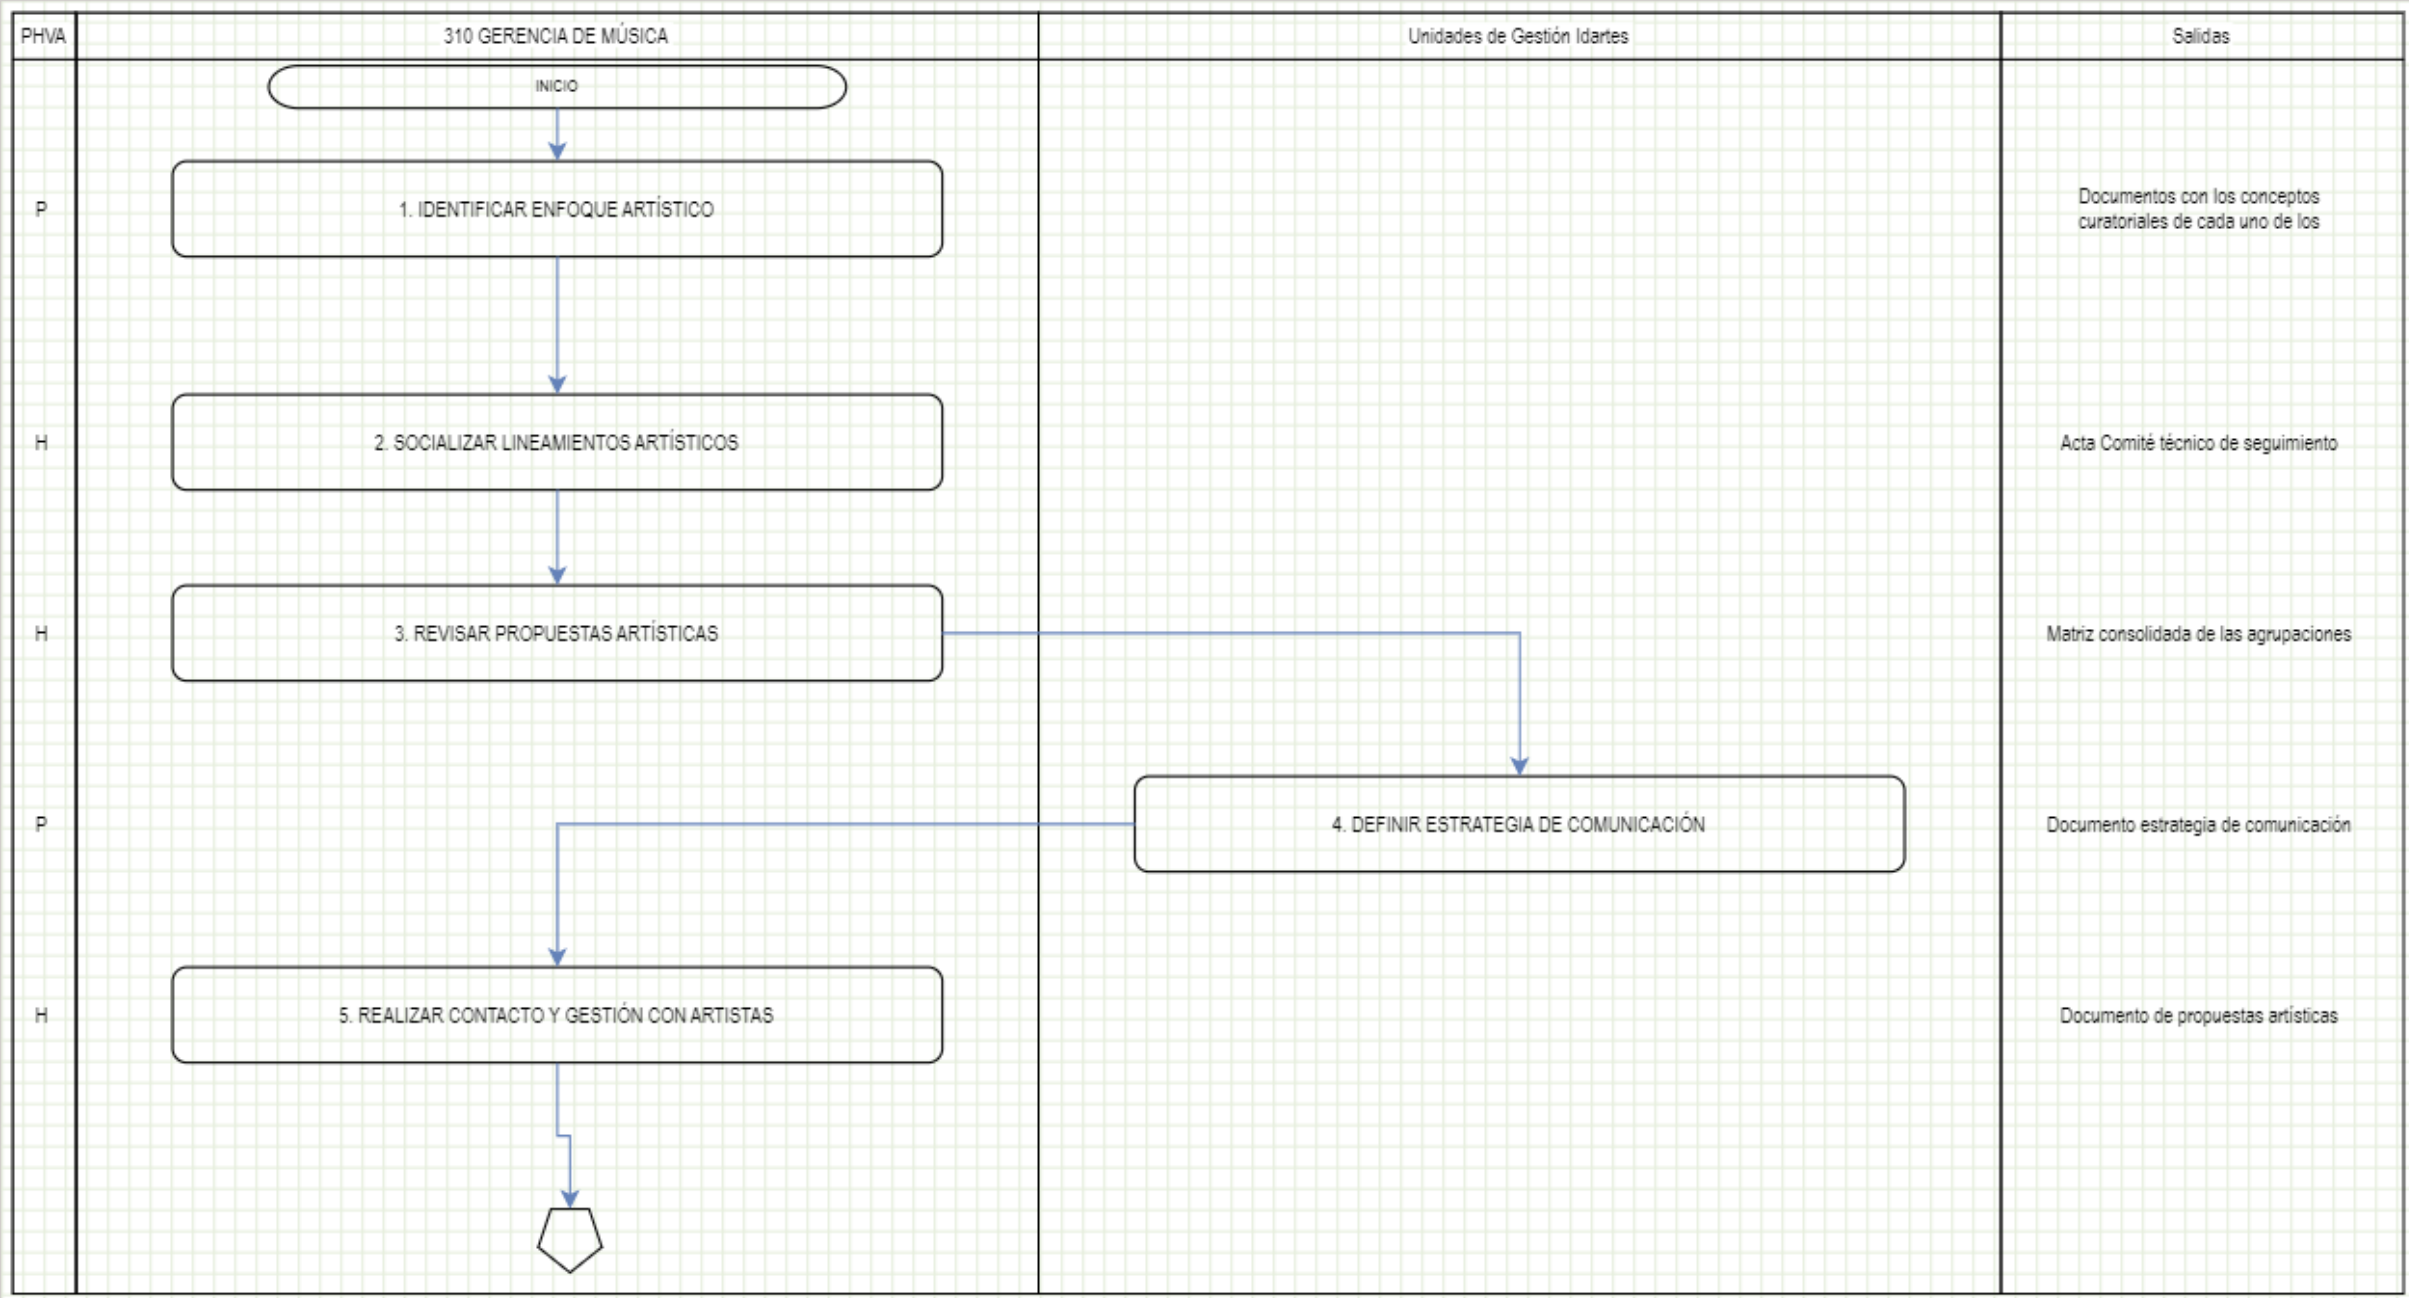 PHVA
310 GERENCIA DE MÚSICA
Unidades de Gestión Idartes
Salidas
INICIO
P
1. IDENTIFICAR ENFOQUE ARTÍSTICO
Documentos con los conceptos
curatoriales de cada uno de los
H
2. SOCIALIZAR LINEAMIENTOS ARTÍSTICOS
Acta Comité técnico de seguimiento
H
3. REVISAR PROPUESTAS ARTÍSTICAS
Matriz consolidada de las agrupaciones
P
4. DEFINIR ESTRATEGIA DE COMUNICACIÓN
Documento estrategia de comunicación
H
5. REALIZAR CONTACTO Y GESTIÓN CON ARTISTAS
Documento de propuestas artísticas